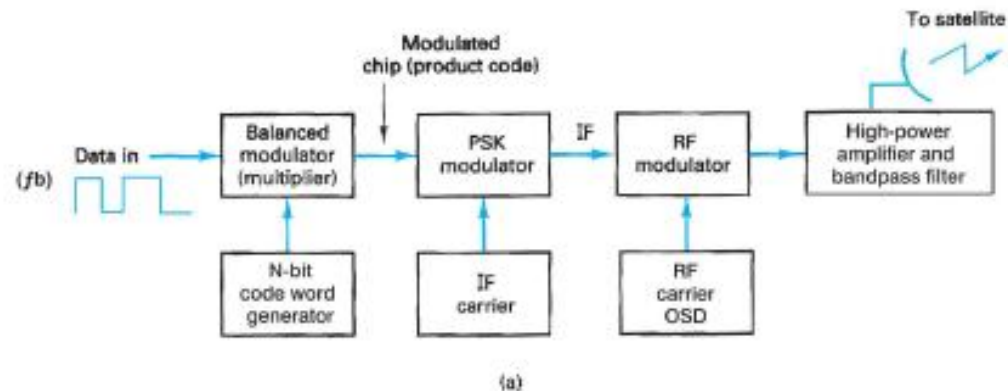 To satellite
Modulated
chip (product code)
Data in
(fb)
Balanced
modulator
(multiplier)
PSK
modulator
IF
RF
modulator
High-power
amplifier and
bandpass filter
N-bit
code word
generator
IF
carrier
RF
carrier
OSD
(a)